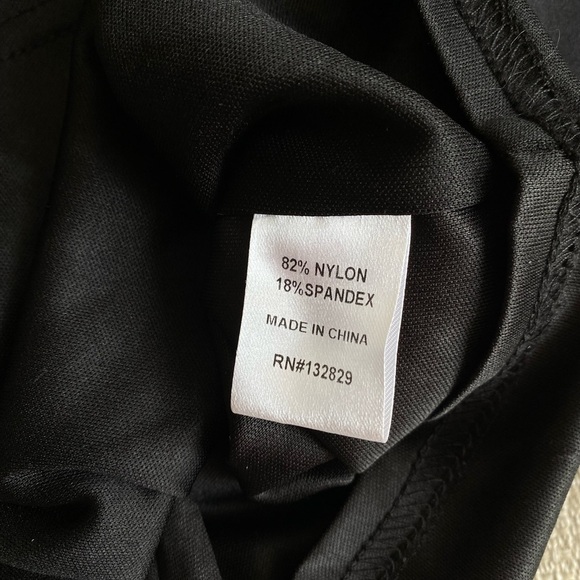 82% NYLON
18%SPANDEX
MADE IN CHINA
RN#132829